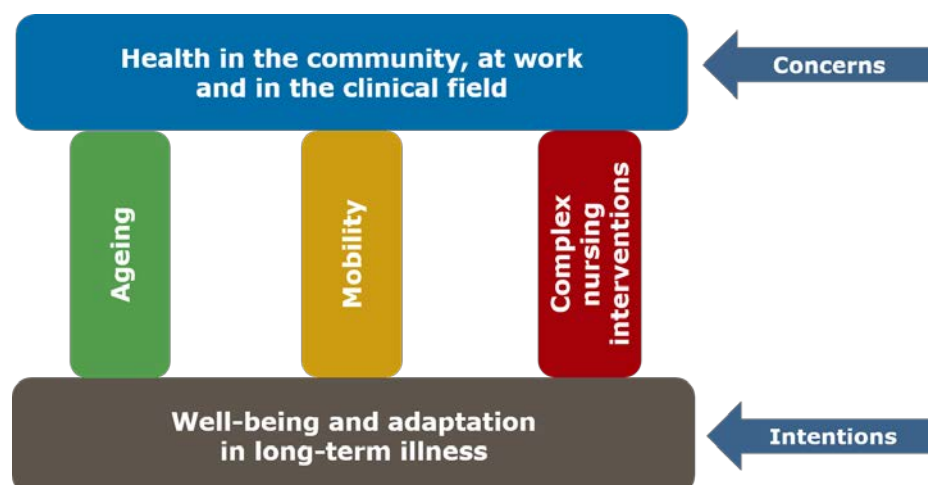 Health in the community, at work
and in the clinical field
Concerns
Ageing
Mobility
Complex
nursing
interventions
Well-being and adaptation
in long-term illness
Intentions